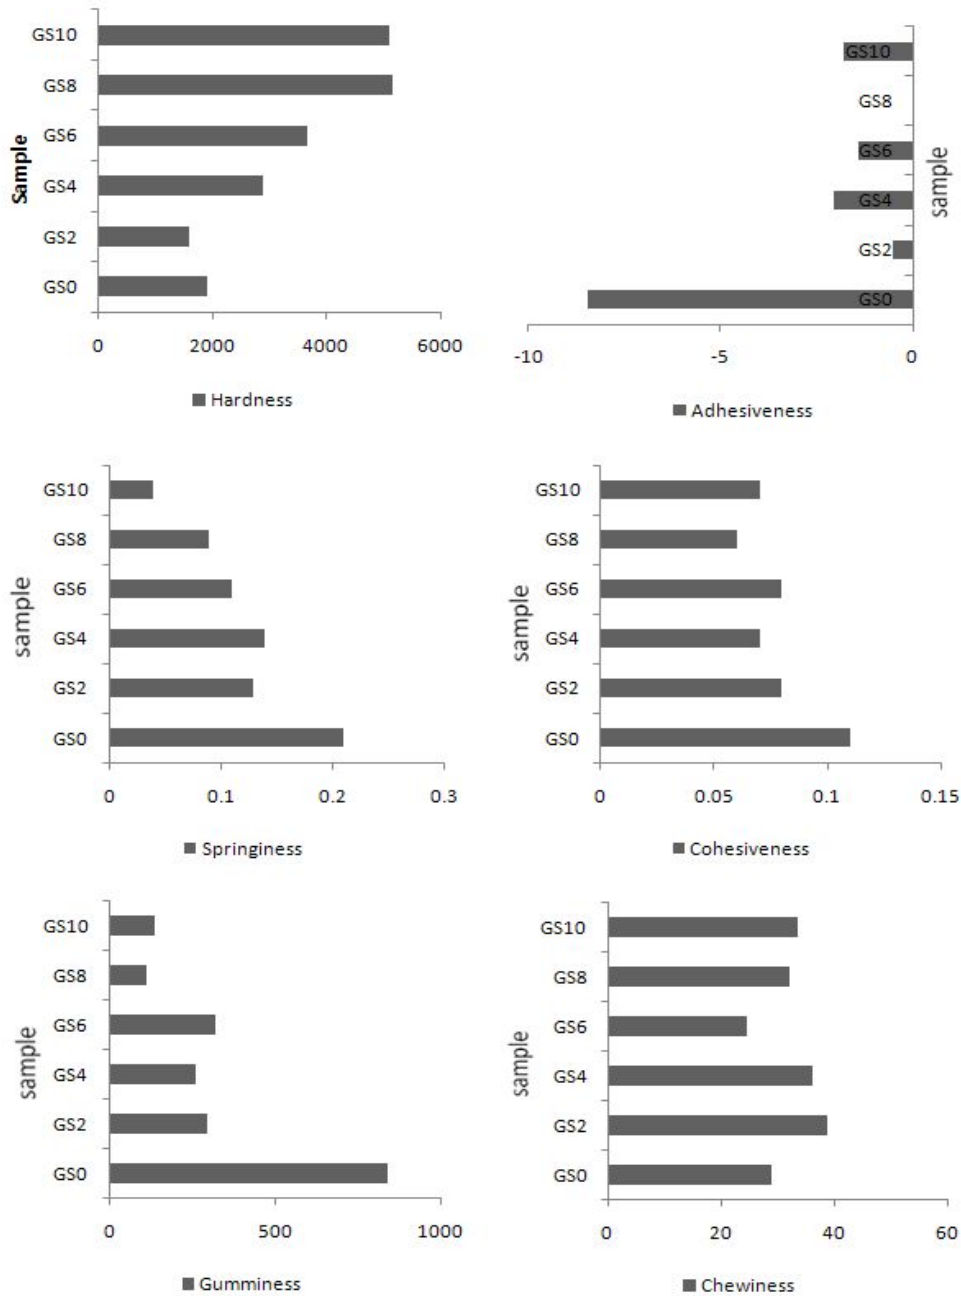 Sample
GS10
GS8
GS6
GS4
GS2
GS0
0 2000 4000 6000
Hardness
GS10
GS8
GS6
GS4
GS2
GS0
sample
-10 -5 0
Adhesiveness
sample
GS10
GS8
GS6
GS4
GS2
GS0
0 0.1 0.2 0.3
Springiness
sample
GS10
GS8
GS6
GS4
GS2
GS0
0 0.05 0.1 0.15
Cohesiveness
sample
GS10
GS8
GS6
GS4
GS2
GS0
0 500 1000
Gumminess
sample
GS10
GS8
GS6
GS4
GS2
GS0
0 20 40 60
Chewiness